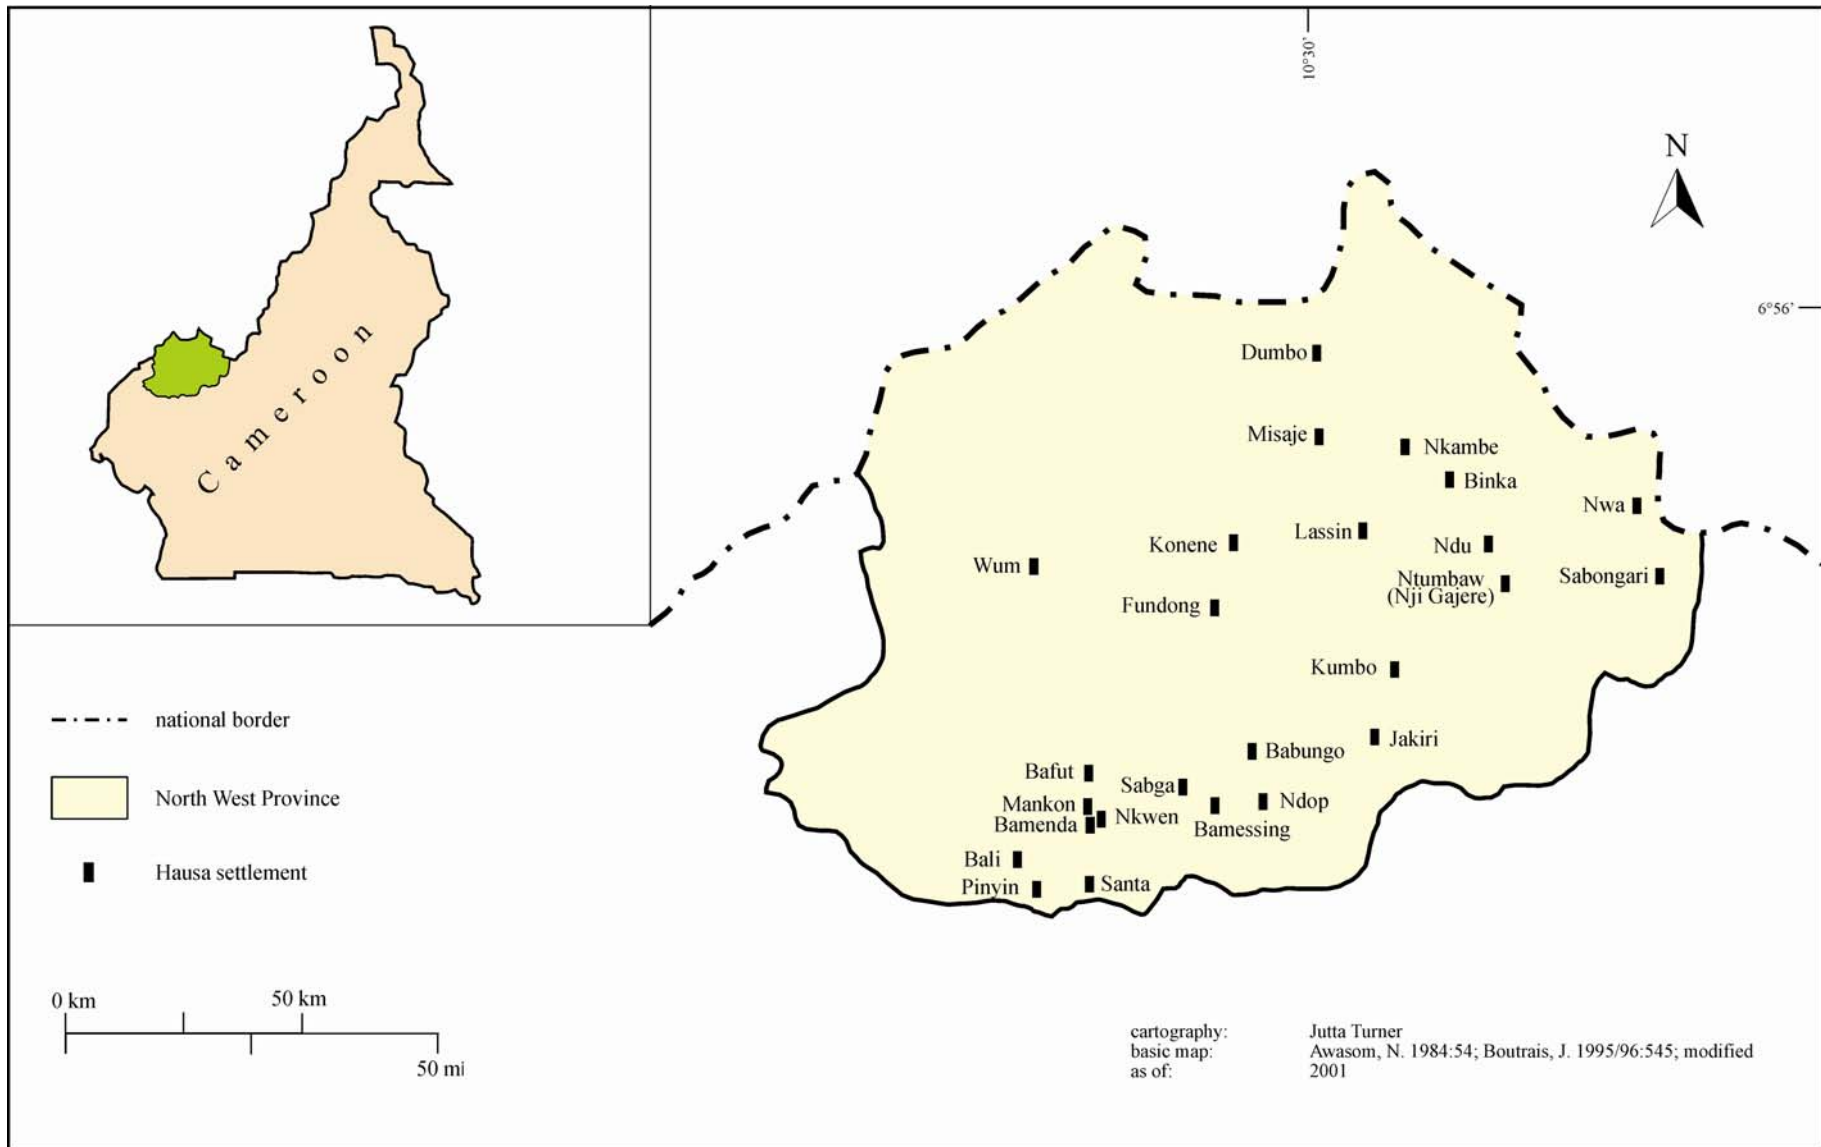 10°30'
N
6°56'
Cameroon
Dumbo
Misaje
Nkambe
Binka
Nwa
Lassin
Konene
Ndu
Wum
Ntumbaw
(Nji Gajere)
Sabongari
Fundong
Kumbo
Jakiri
Babungo
Bafut
Sabga
Mankon
Ndop
Nkwen
Bamenda
Bamessing
Bali
Pinyin
Santa
national border
North West Province
Hausa settlement
0 km 50 km
50 mi
cartography: Jutta Turner
basic map: Awasom, N. 1984:54; Boutrais, J. 1995/96:545; modified
as of: 2001